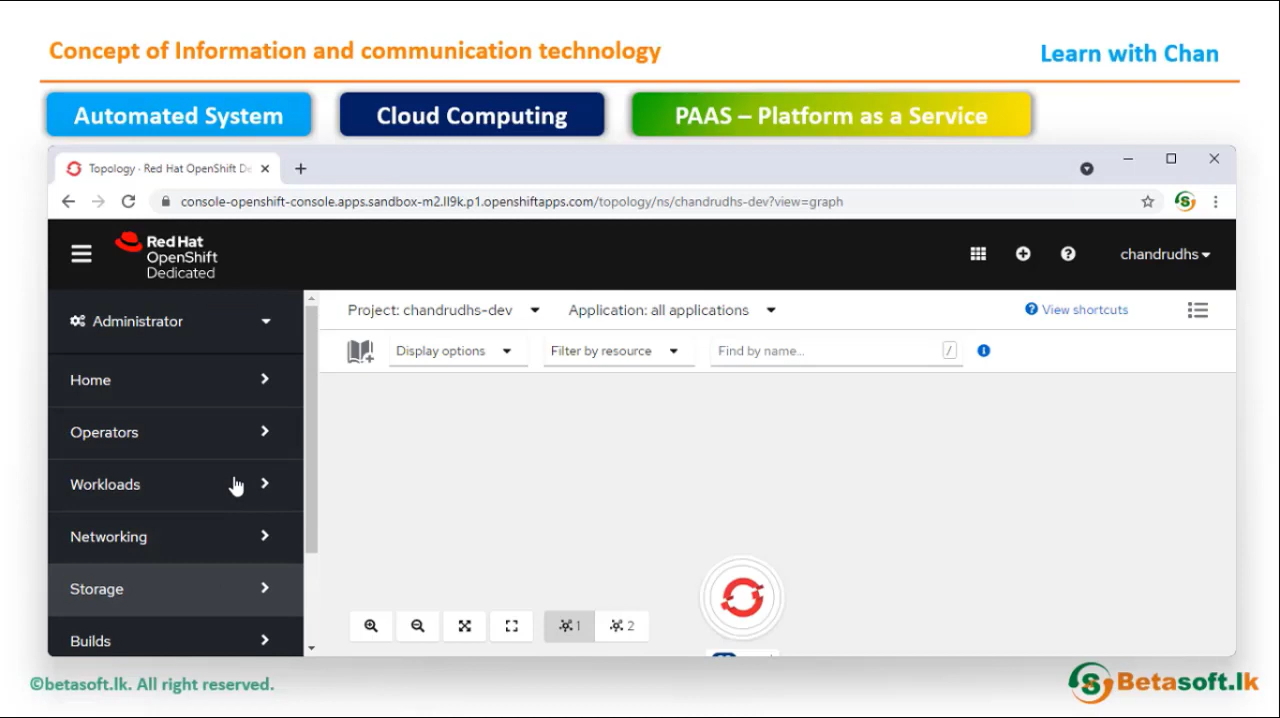 Concept of Information and communication technology
Learn with Chan
Automated System
Cloud Computing
PAAS – Platform as a Service
Topology · Red Hat OpenShift De
console-openshift-console.apps.sandbox-m2.ll9k.p1.openshiftapps.com/topology/ns/chandrudhs-dev?view=graph
Red Hat
OpenShift
Dedicated
chandrudhs
Administrator
Home
Operators
Workloads
Networking
Storage
Builds
Project: chandrudhs-dev
Application: all applications
View shortcuts
Display options
Filter by resource
Find by name...
/
1
2
©betasoft.lk. All right reserved.
Betasoft.lk